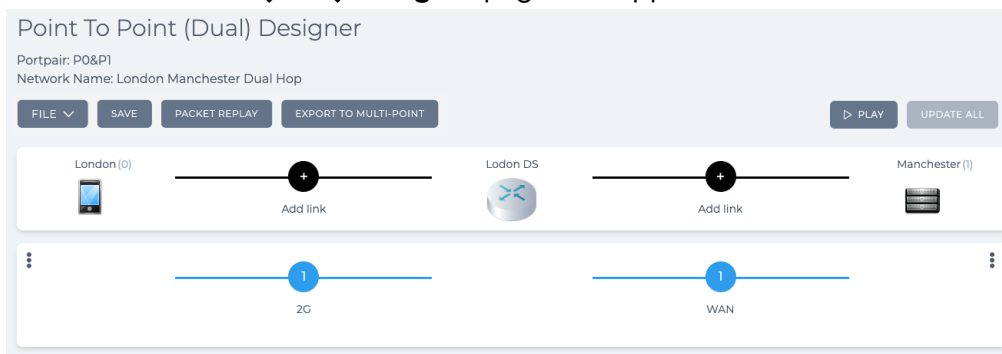 Point To Point (Dual) Designer
Portpair: P0&P1
Network Name: London Manchester Dual Hop
FILE SAVE PACKET REPLAY EXPORT TO MULTI-POINT PLAY UPDATE ALL
London (0) + Lodon DS + Manchester (1)
Add link Add link
1 1
2G WAN